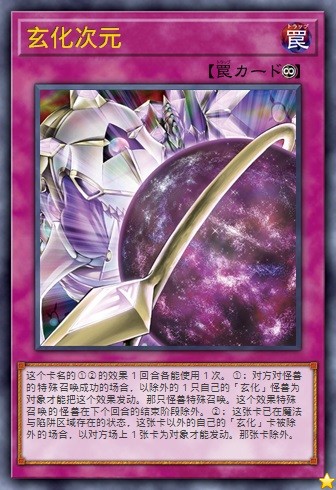 玄化次元
トラップ
罠
【罠カード】
这个卡名的①②的效果1回合各能使用1次。①：对方对怪兽
的特殊召唤成功的场合，以除外的1只自己的「玄化」怪兽为
对象才能把这个效果发动。那只怪兽特殊召唤。这个效果特殊
召唤的怪兽在下个回合的结束阶段除外。②：这张卡已在魔法
与陷阱区域存在的状态，这张卡以外的自己的「玄化」卡被除
外的场合，以对方场上1张卡为对象才能发动。那张卡除外。